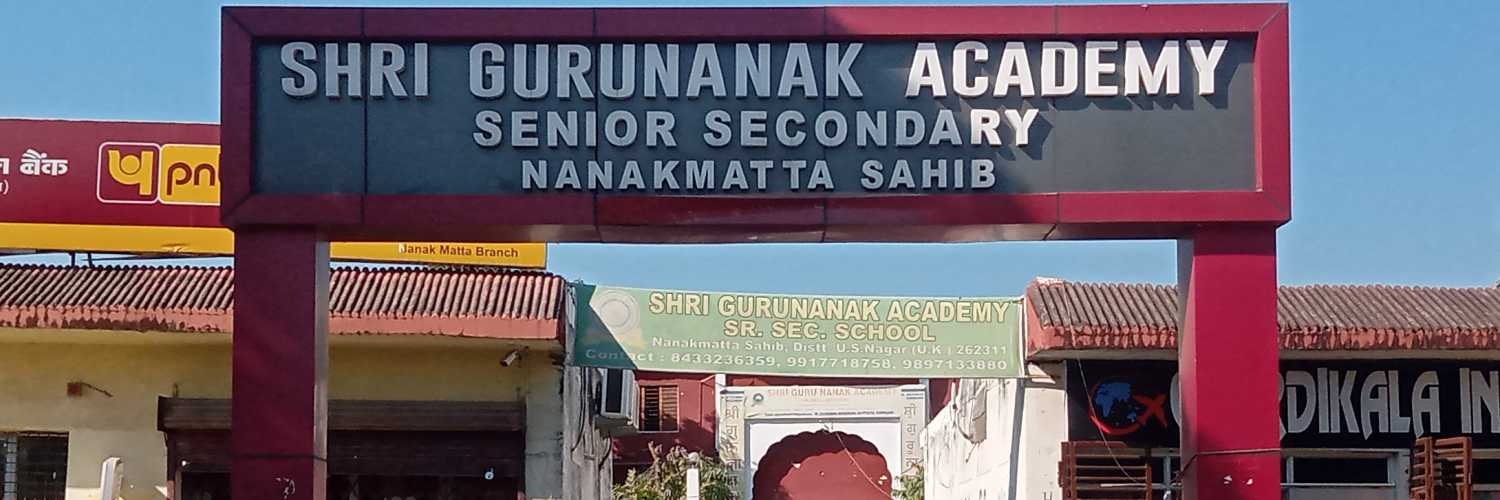 SHRI GURUNANAK ACADEMY
SENIOR SECONDARY
NANAKMATTA SAHIB
बैंक
pnb
Nanak Matta Branch
SHRI GURUNANAK ACADEMY
SR. SEC. SCHOOL
Nanakmatta Sahib, Distt U.S.Nagar (U.K.) 262311
Contact : 8433236359, 9917718758, 9897133880
SHRI GURU NANAK ACADEMY